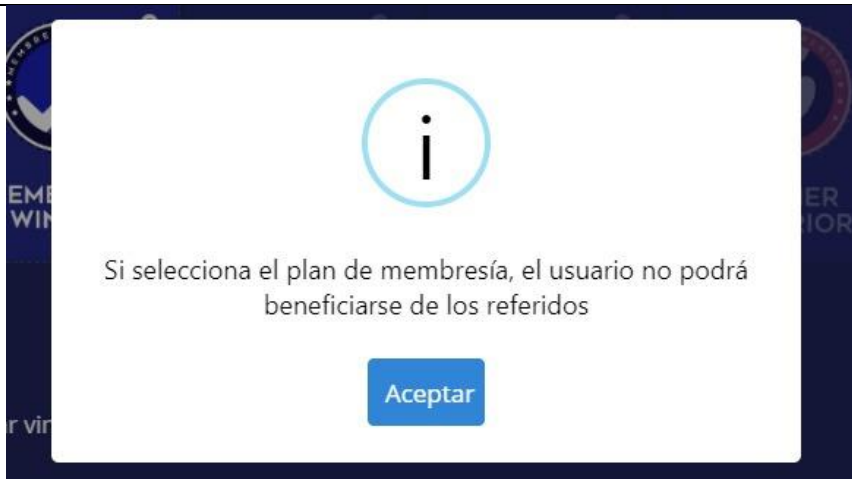 i
Si selecciona el plan de membresía, el usuario no podrá
beneficiarse de los referidos
Aceptar